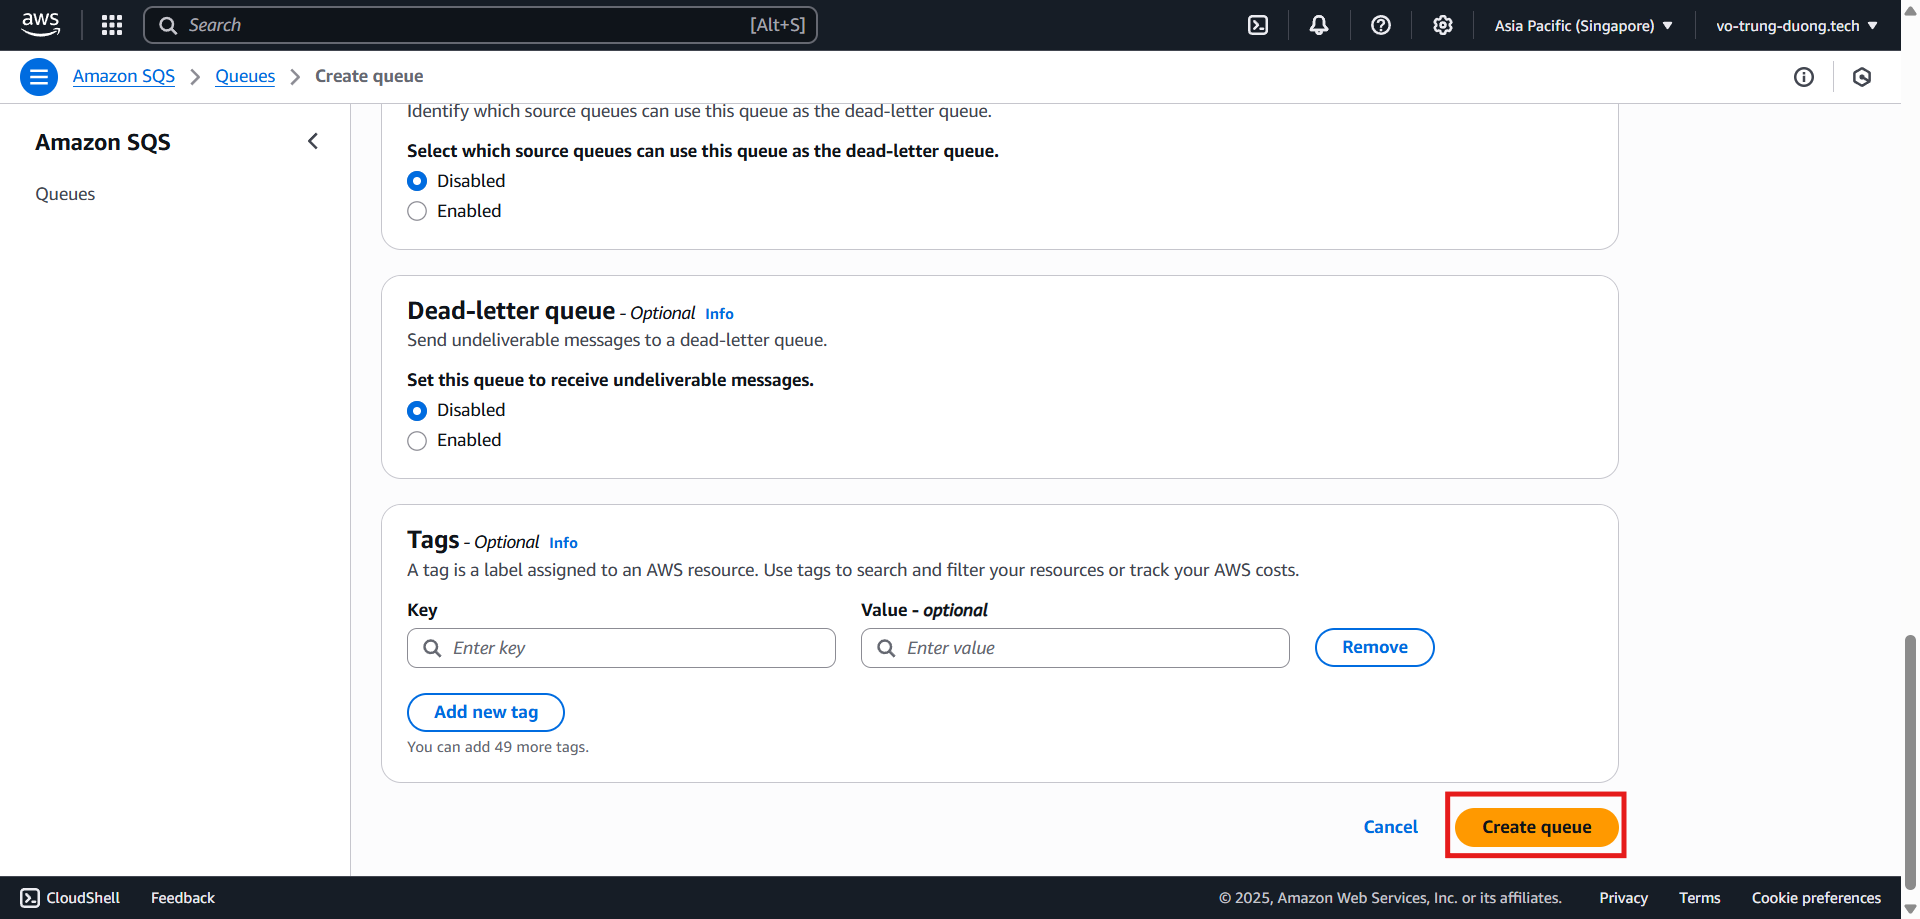 aws
Search
[Alt+S]
Asia Pacific (Singapore)
vo-trung-duong.tech
Amazon SQS
Queues
Create queue
Amazon SQS
Queues
Identify which source queues can use this queue as the dead-letter queue.
Select which source queues can use this queue as the dead-letter queue.
Disabled
Enabled
Dead-letter queue - Optional Info
Send undeliverable messages to a dead-letter queue.
Set this queue to receive undeliverable messages.
Disabled
Enabled
Tags - Optional Info
A tag is a label assigned to an AWS resource. Use tags to search and filter your resources or track your AWS costs.
Key
Value - optional
Enter key
Enter value
Remove
Add new tag
You can add 49 more tags.
Cancel
Create queue
CloudShell
Feedback
© 2025, Amazon Web Services, Inc. or its affiliates.
Privacy
Terms
Cookie preferences